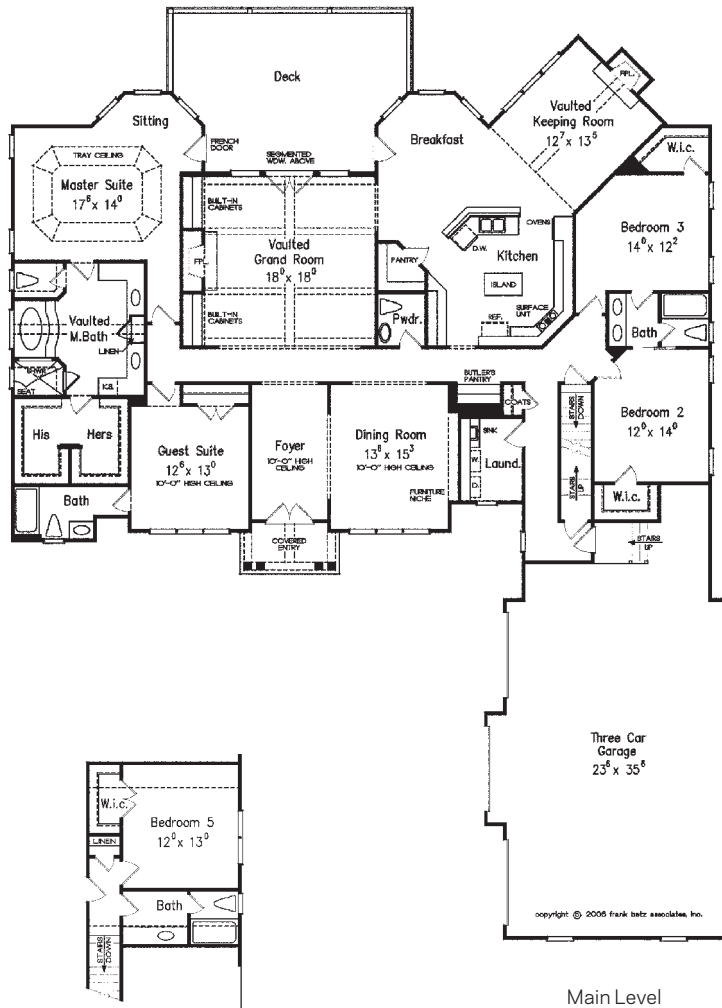 Deck
FPL.
Vaulted
Keeping Room
12⁷ x 13⁵
Sitting
Breakfast
FRENCH
DOOR
SEGMENTED
WDW. ABOVE
W.i.c.
TRAY CEILING
Master Suite
17⁶ x 14⁰
BUILT-IN
CABINETS
OVENS
Bedroom 3
14⁰ x 12²
D.W.
Kitchen
Vaulted
Grand Room
18⁰ x 18⁰
FPL
PANTRY
ISLAND
SURFACE
UNIT
REF.
Vaulted
M.Bath
LINEN
BUILT-IN
CABINETS
Pwdr.
Bath
SEAT
K.S.
BUTLER'S
PANTRY
COATS
STAIRS
DOWN
Bedroom 2
12⁰ x 14⁰
His
Hers
Guest Suite
12⁶ x 13⁰
10'-0" HIGH CEILING
Foyer
10'-0" HIGH
CEILING
Dining Room
13⁶ x 15³
10'-0" HIGH CEILING
SINK
Laund.
W.
D.
STAIRS
UP
Bath
FURNITURE
NICHE
W.i.c.
COVERED
ENTRY
STAIRS
UP
Three Car
Garage
23⁶ x 35⁶
W.i.c.
Bedroom 5
12⁰ x 13⁰
LINEN
Bath
STAIRS
DOWN
copyright © 2006 frank betz associates, inc.
Main Level